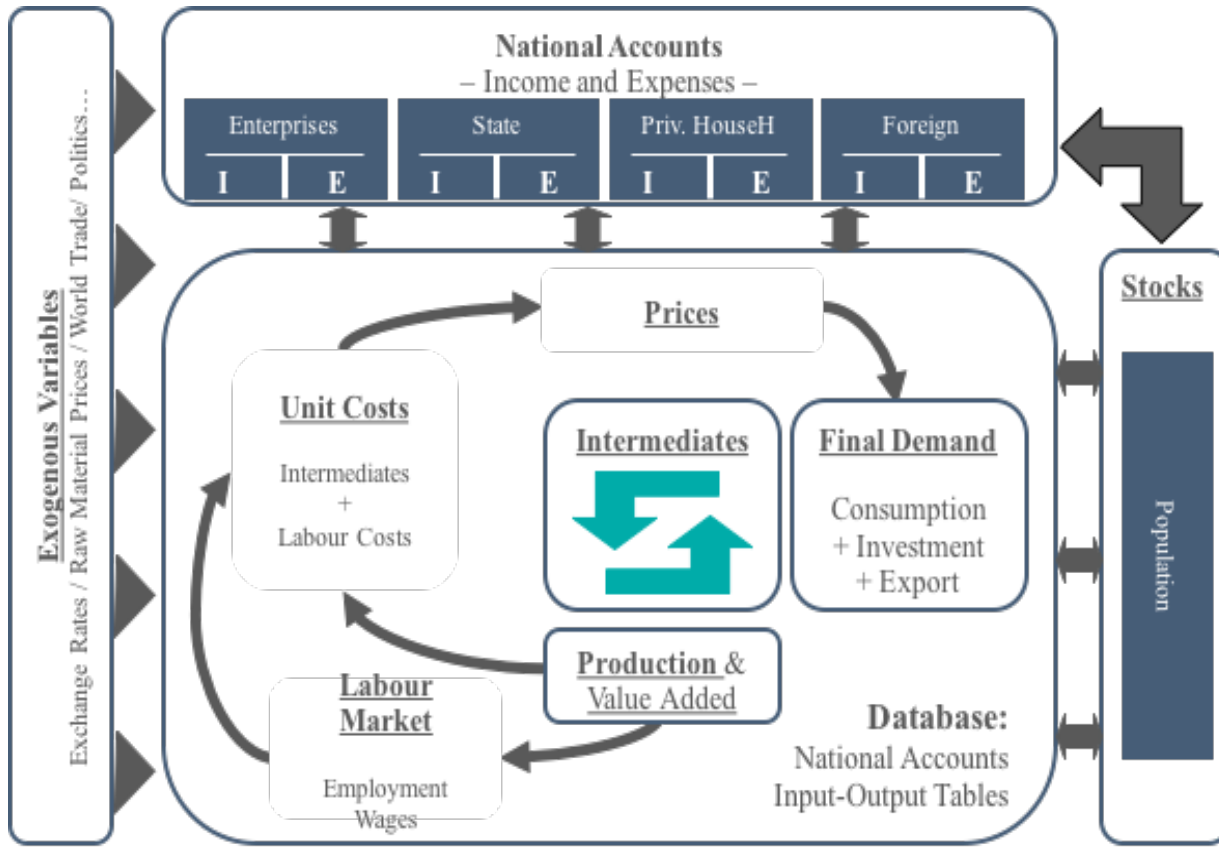 Exogenous Variables
Exchange Rates / Raw Material Prices / World Trade/ Politics…
National Accounts
– Income and Expenses –
Enterprises
I E
State
I E
Priv. HouseH
I E
Foreign
I E
Prices
Unit Costs
Intermediates
+
Labour Costs
Intermediates
Final Demand
Consumption
+ Investment
+ Export
Production &
Value Added
Labour
Market
Employment
Wages
Database:
National Accounts
Input-Output Tables
Stocks
Population